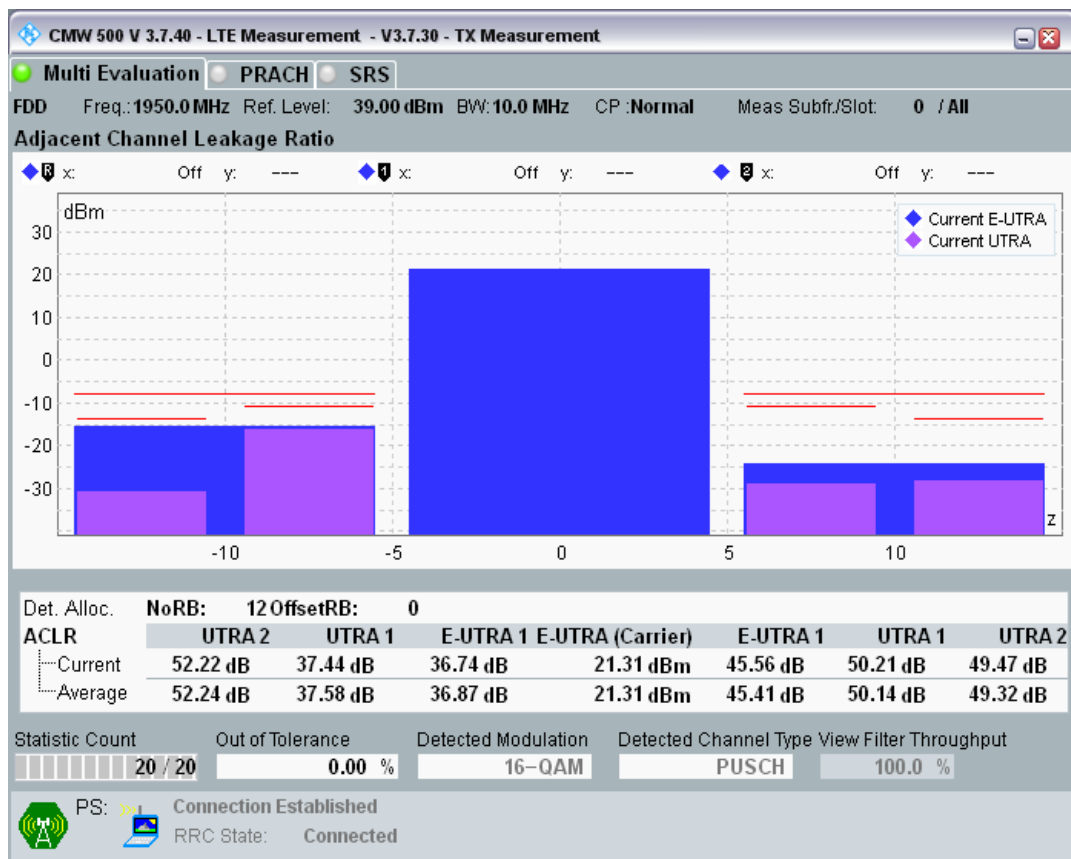 CMW 500 V 3.7.40 - LTE Measurement - V3.7.30 - TX Measurement
Multi Evaluation PRACH SRS
FDD Freq.:1950.0 MHz Ref. Level: 39.00 dBm BW:10.0 MHz CP :Normal Meas Subfr./Slot: 0 / All
Adjacent Channel Leakage Ratio
R x: Off y: --- 1 x: Off y: --- 2 x: Off y: ---
dBm
Current E-UTRA
Current UTRA
30
20
10
0
-10
-20
-30
z
-10 -5 0 5 10
Det. Alloc. NoRB: 12 OffsetRB: 0
ACLR UTRA 2 UTRA 1 E-UTRA 1 E-UTRA (Carrier) E-UTRA 1 UTRA 1 UTRA 2
Current 52.22 dB 37.44 dB 36.74 dB 21.31 dBm 45.56 dB 50.21 dB 49.47 dB
Average 52.24 dB 37.58 dB 36.87 dB 21.31 dBm 45.41 dB 50.14 dB 49.32 dB
Statistic Count Out of Tolerance Detected Modulation Detected Channel Type View Filter Throughput
20 / 20 0.00 % 16-QAM PUSCH 100.0 %
PS: Connection Established
RRC State: Connected